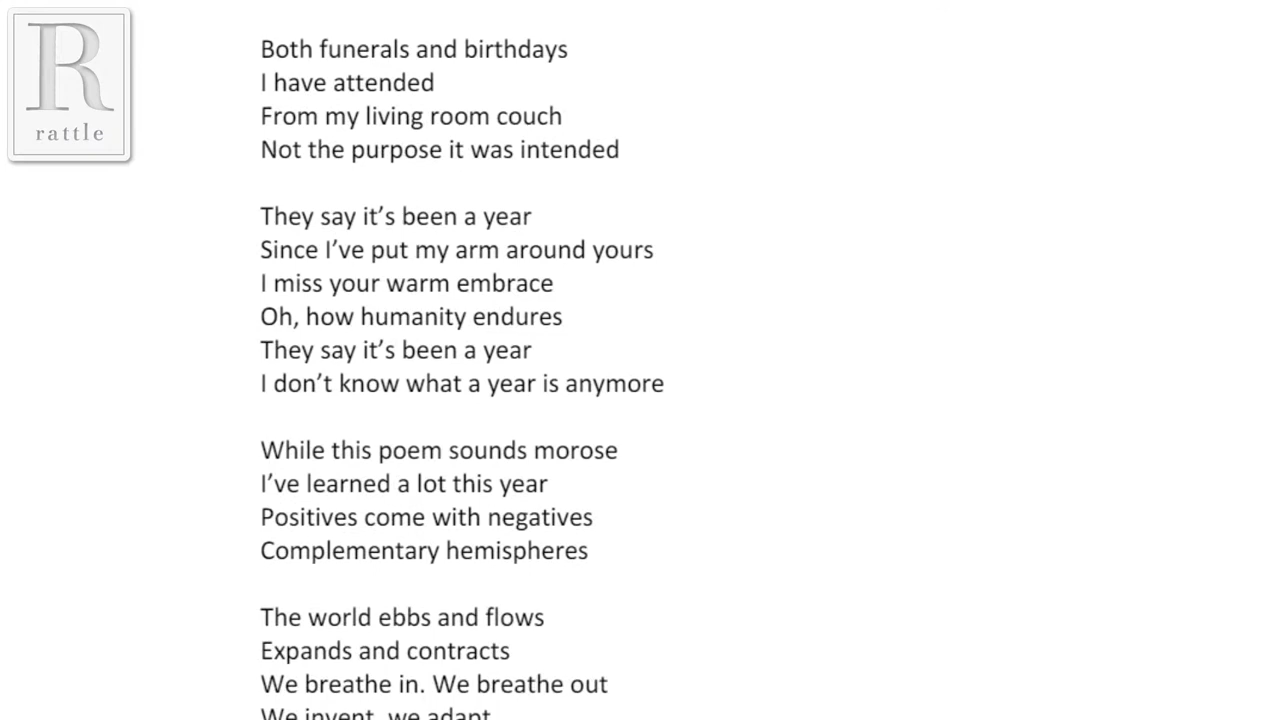 R
rattle
Both funerals and birthdays
I have attended
From my living room couch
Not the purpose it was intended
They say it’s been a year
Since I’ve put my arm around yours
I miss your warm embrace
Oh, how humanity endures
They say it’s been a year
I don’t know what a year is anymore
While this poem sounds morose
I’ve learned a lot this year
Positives come with negatives
Complementary hemispheres
The world ebbs and flows
Expands and contracts
We breathe in. We breathe out
We invent, we adapt